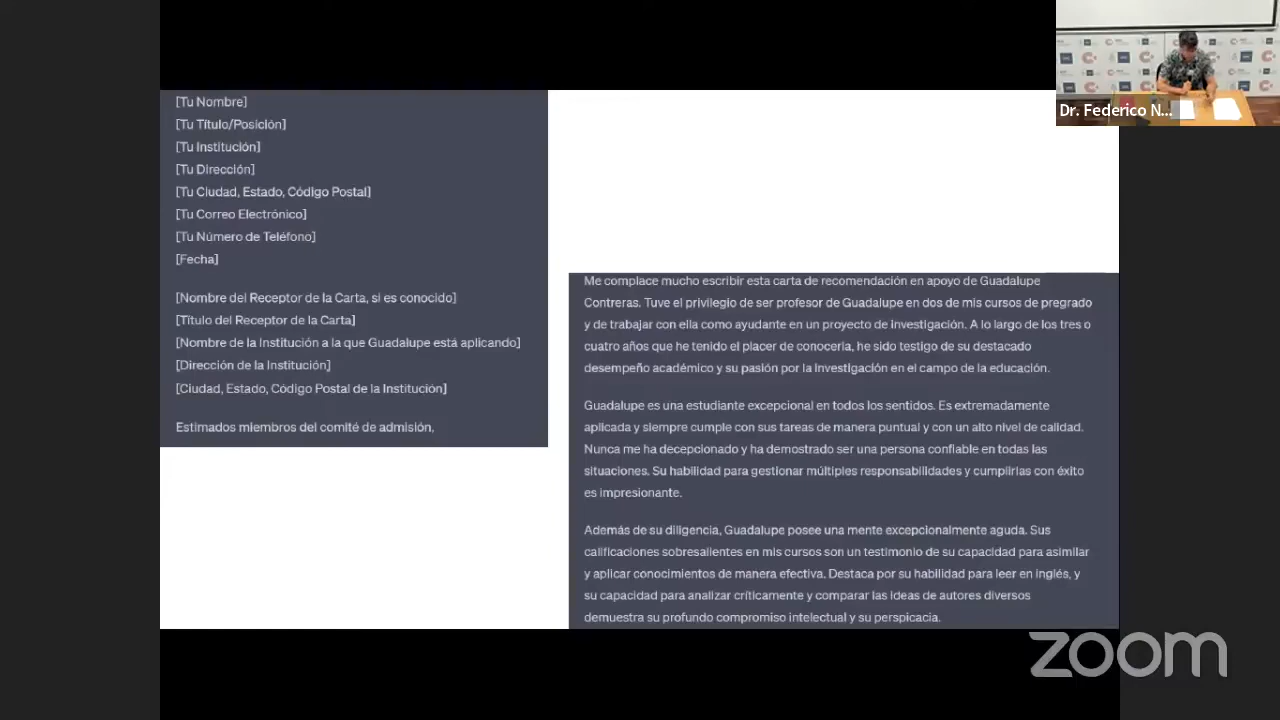 [Tu Nombre]
[Tu Título/Posición]
[Tu Institución]
[Tu Dirección]
[Tu Ciudad, Estado, Código Postal]
[Tu Correo Electrónico]
[Tu Número de Teléfono]
[Fecha]
[Nombre del Receptor de la Carta, si es conocido]
[Título del Receptor de la Carta]
[Nombre de la Institución a la que Guadalupe está aplicando]
[Dirección de la Institución]
[Ciudad, Estado, Código Postal de la Institución]
Estimados miembros del comité de admisión,
Me complace mucho escribir esta carta de recomendación en apoyo de Guadalupe
Contreras. Tuve el privilegio de ser profesor de Guadalupe en dos de mis cursos de pregrado
y de trabajar con ella como ayudante en un proyecto de investigación. A lo largo de los tres o
cuatro años que he tenido el placer de conocerla, he sido testigo de su destacado
desempeño académico y su pasión por la investigación en el campo de la educación.
Guadalupe es una estudiante excepcional en todos los sentidos. Es extremadamente
aplicada y siempre cumple con sus tareas de manera puntual y con un alto nivel de calidad.
Nunca me ha decepcionado y ha demostrado ser una persona confiable en todas las
situaciones. Su habilidad para gestionar múltiples responsabilidades y cumplirlas con éxito
es impresionante.
Además de su diligencia, Guadalupe posee una mente excepcionalmente aguda. Sus
calificaciones sobresalientes en mis cursos son un testimonio de su capacidad para asimilar
y aplicar conocimientos de manera efectiva. Destaca por su habilidad para leer en inglés, y
su capacidad para analizar críticamente y comparar las ideas de autores diversos
demuestra su profundo compromiso intelectual y su perspicacia.
Dr. Federico N...
zoom